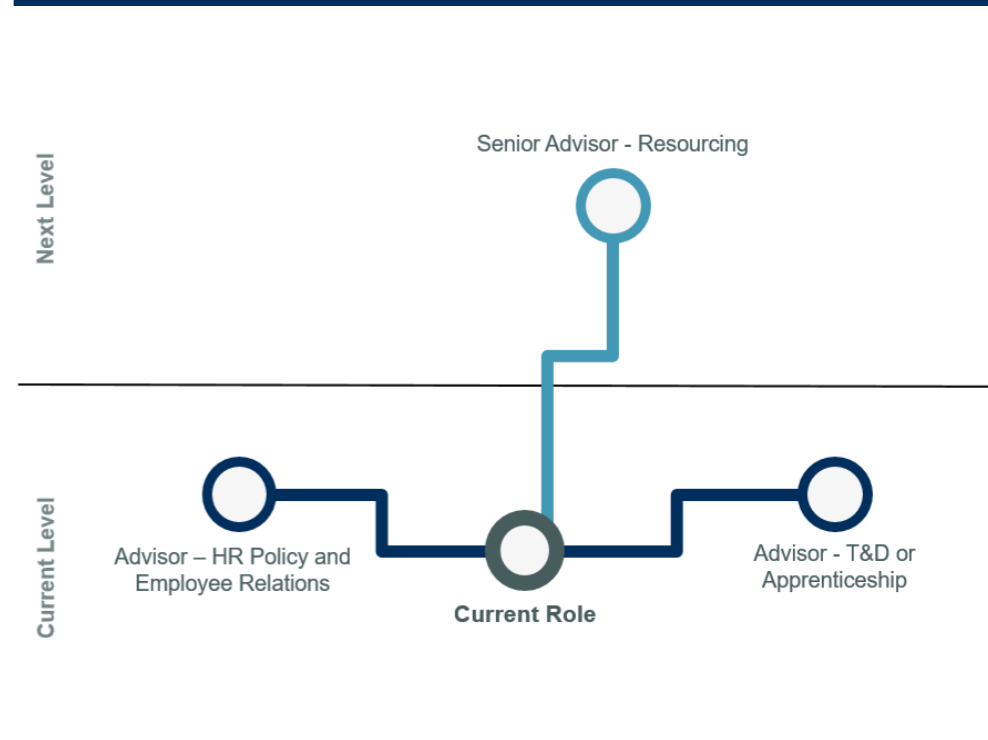 Next Level
Senior Advisor - Resourcing
Current Level
Advisor – HR Policy and
Employee Relations
Current Role
Advisor - T&D or
Apprenticeship